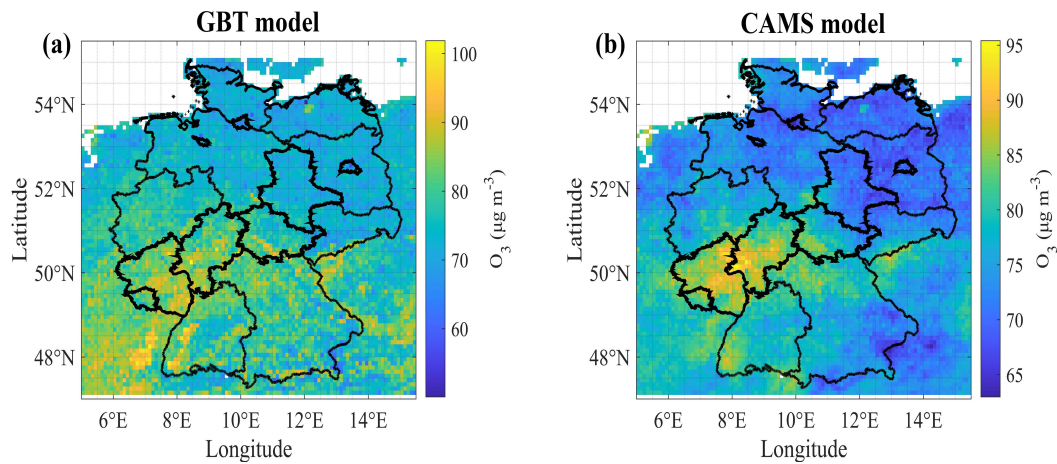 GBT model
(a)
54°N
52°N
50°N
48°N
Latitude
6°E 8°E 10°E 12°E 14°E
Longitude
100
90
80
70
60
O3 (µg m−3)
CAMS model
(b)
54°N
52°N
50°N
48°N
Latitude
6°E 8°E 10°E 12°E 14°E
Longitude
95
90
85
80
75
70
65
O3 (µg m−3)